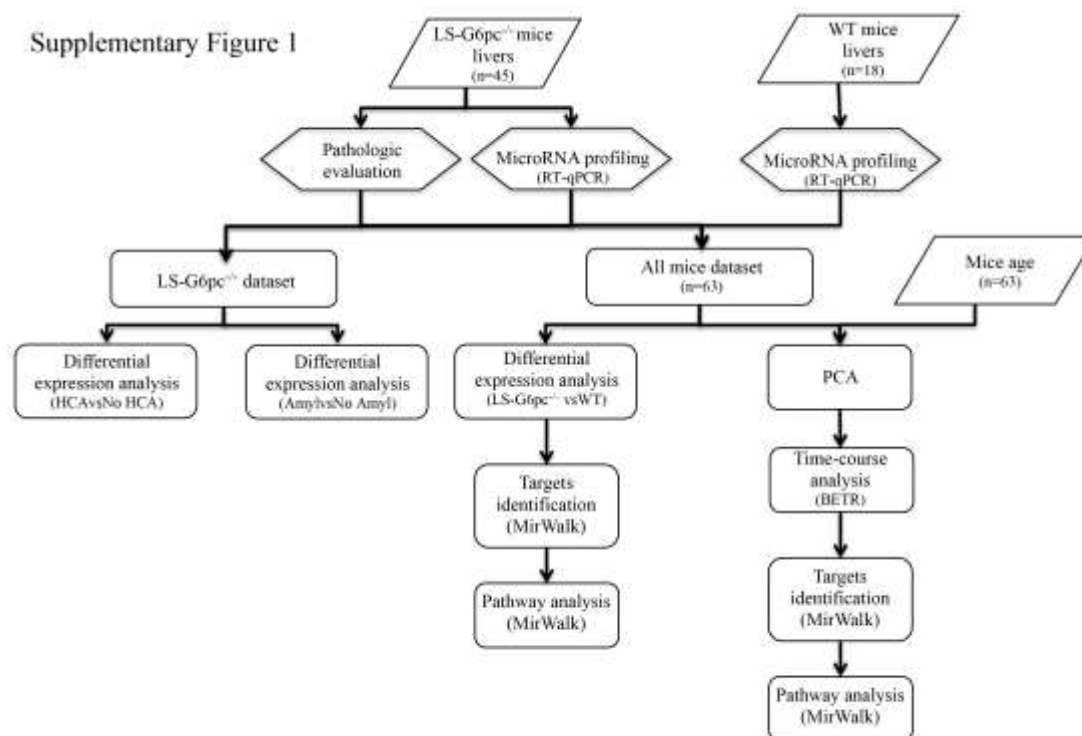 Supplementary Figure 1
LS-G6pc⁻/⁻ mice
livers
(n=45)
WT mice
livers
(n=18)
Pathologic
evaluation
MicroRNA profiling
(RT-qPCR)
MicroRNA profiling
(RT-qPCR)
LS-G6pc⁻/⁻ dataset
All mice dataset
(n=63)
Mice age
(n=63)
Differential
expression analysis
(HCAvsNo HCA)
Differential
expression analysis
(AmylvsNo Amyl)
Differential
expression analysis
(LS-G6pc⁻/⁻ vsWT)
PCA
Targets
identification
(MirWalk)
Time-course
analysis
(BETR)
Pathway analysis
(MirWalk)
Targets
identification
(MirWalk)
Pathway analysis
(MirWalk)